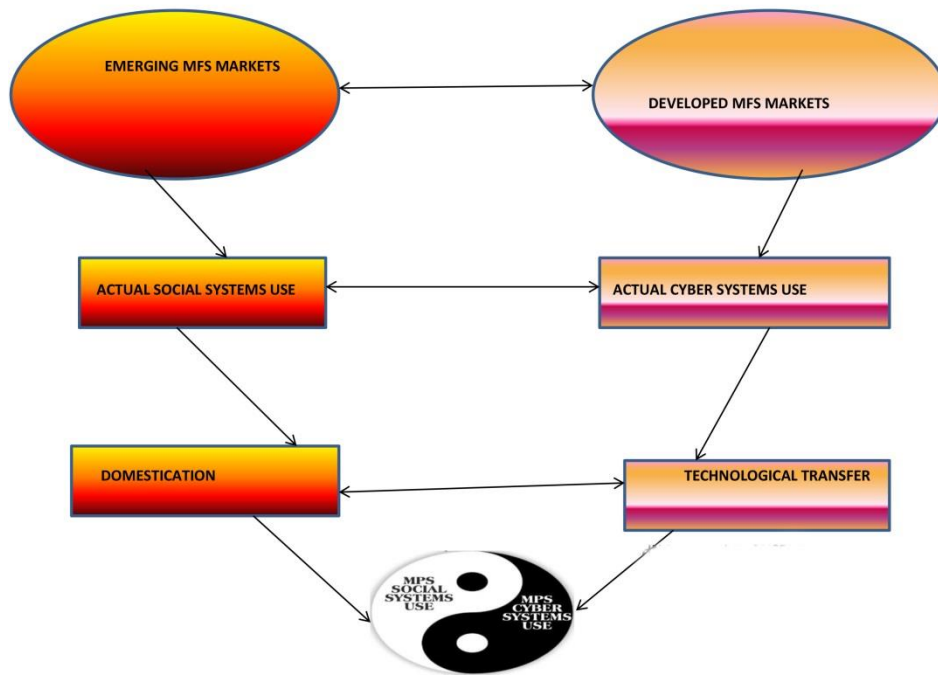 EMERGING MFS MARKETS
DEVELOPED MFS MARKETS
ACTUAL SOCIAL SYSTEMS USE
ACTUAL CYBER SYSTEMS USE
DOMESTICATION
TECHNOLOGICAL TRANSFER
MPS
SOCIAL
SYSTEMS
USE
MPS
CYBER
SYSTEMS
USE